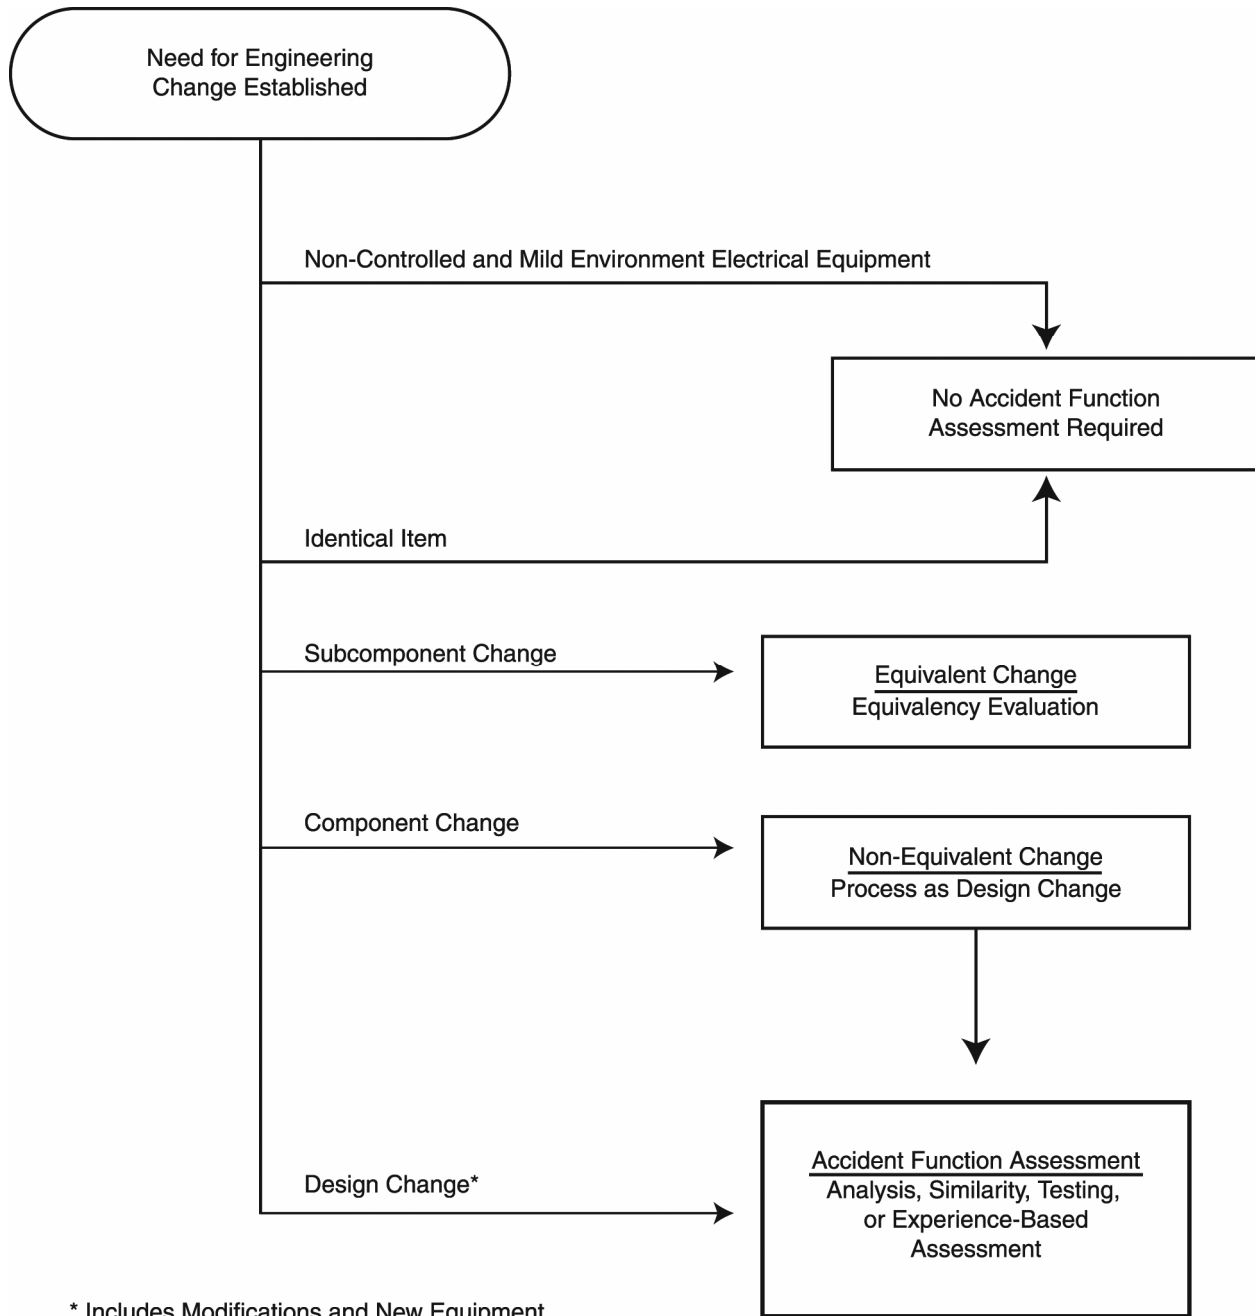 Need for Engineering
Change Established
Non-Controlled and Mild Environment Electrical Equipment
No Accident Function
Assessment Required
Identical Item
Subcomponent Change
Equivalent Change
Equivalency Evaluation
Component Change
Non-Equivalent Change
Process as Design Change
Design Change*
Accident Function Assessment
Analysis, Similarity, Testing,
or Experience-Based
Assessment
* Includes Modifications and New Equipment